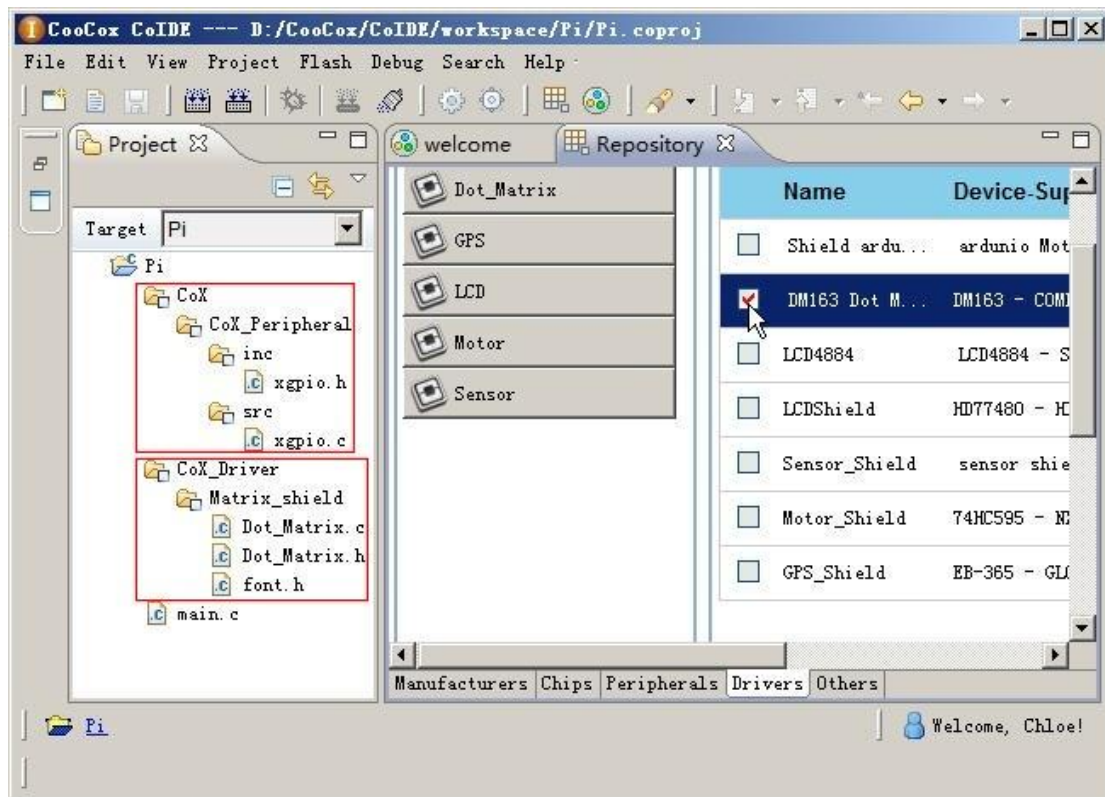 CooCox CoIDE --- D:/CooCox/CoIDE/workspace/Pi/Pi.coproj
File Edit View Project Flash Debug Search Help
Project
Target Pi
Pi
CoX
CoX_Peripheral
inc
xgpio.h
src
xgpio.c
CoX_Driver
Matrix_shield
Dot_Matrix.c
Dot_Matrix.h
font.h
main.c
welcome Repository
Dot_Matrix
GPS
LCD
Motor
Sensor
Name Device-Sup
Shield ardu... ardunio Mot
DM163 Dot M... DM163 - COM
LCD4884 LCD4884 - S
LCDShield HD77480 - H
Sensor_Shield sensor shie
Motor_Shield 74HC595 - N
GPS_Shield EB-365 - GL
Manufacturers Chips Peripherals Drivers Others
Pi
Welcome, Chloe!